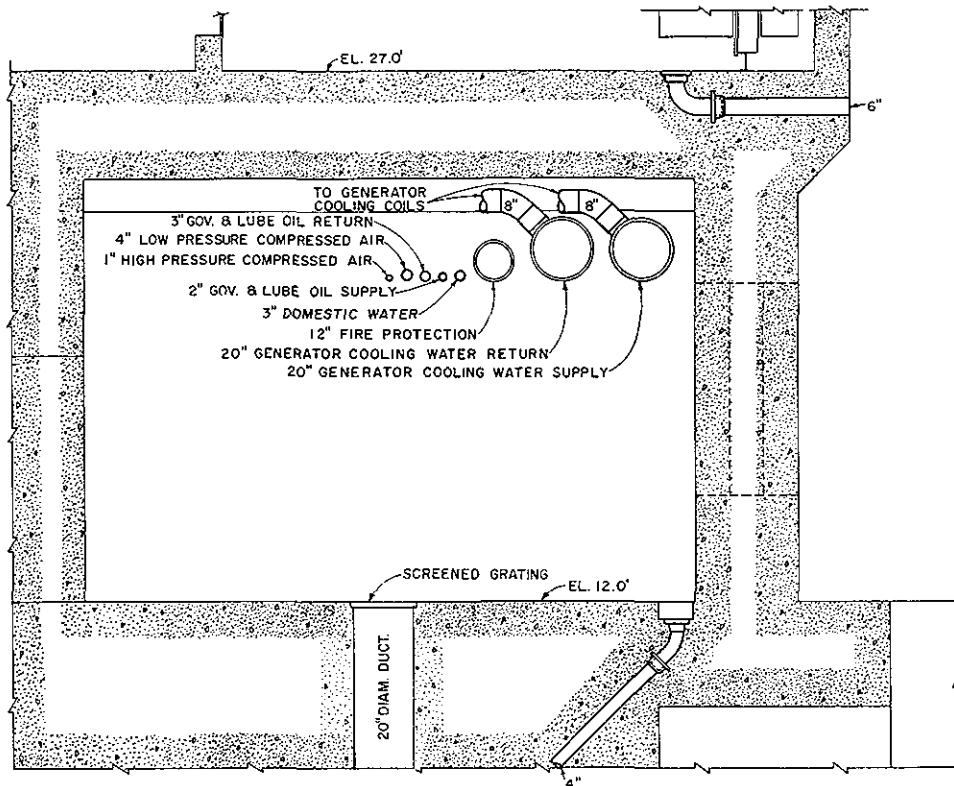 EL. 27.0'
6"
TO GENERATOR
COOLING COILS
8"
8"
3" GOV. & LUBE OIL RETURN
4" LOW PRESSURE COMPRESSED AIR
1" HIGH PRESSURE COMPRESSED AIR
2" GOV. & LUBE OIL SUPPLY
3" DOMESTIC WATER
12" FIRE PROTECTION
20" GENERATOR COOLING WATER RETURN
20" GENERATOR COOLING WATER SUPPLY
SCREENED GRATING
EL. 12.0'
20" DIAM. DUCT.
4"